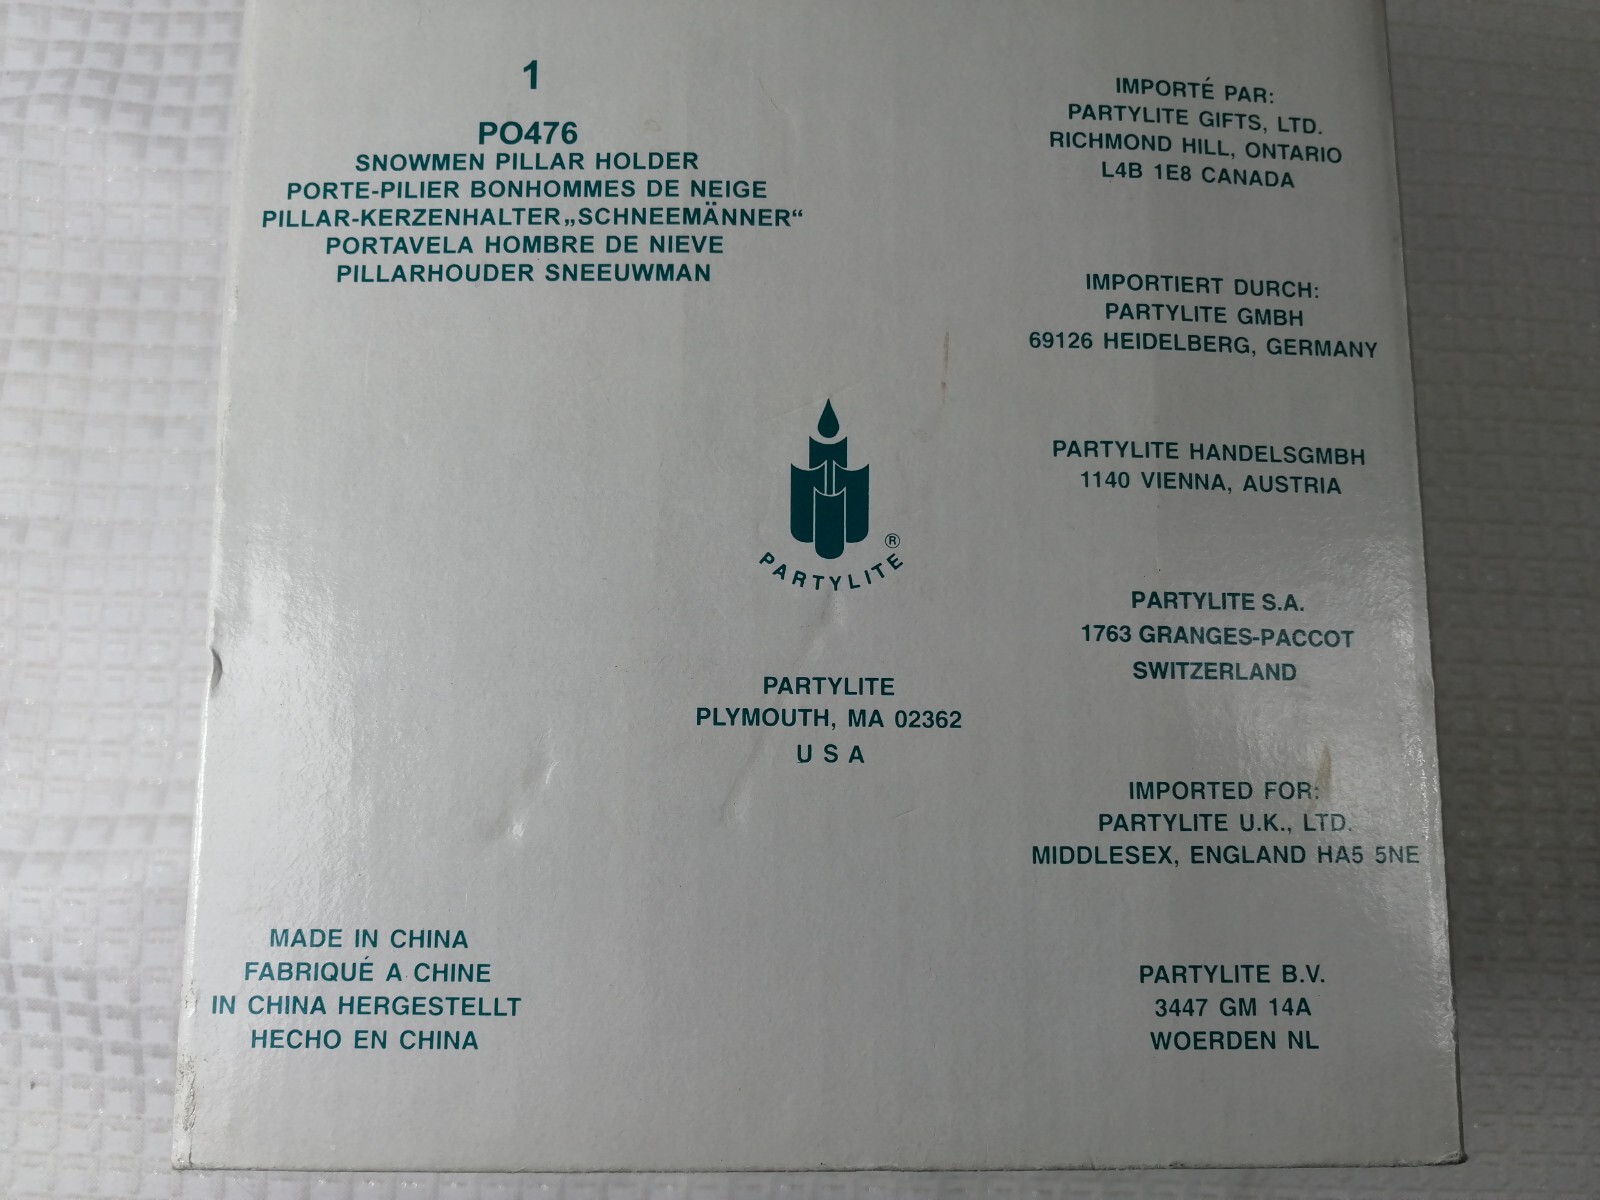 1
PO476
SNOWMEN PILLAR HOLDER
PORTE-PILIER BONHOMMES DE NEIGE
PILLAR-KERZENHALTER „SCHNEEMÄNNER“
PORTAVELA HOMBRE DE NIEVE
PILLARHOUDER SNEEUWMAN
IMPORTÉ PAR:
PARTYLITE GIFTS, LTD.
RICHMOND HILL, ONTARIO
L4B 1E8 CANADA
IMPORTIERT DURCH:
PARTYLITE GMBH
69126 HEIDELBERG, GERMANY
PARTYLITE HANDELSGMBH
1140 VIENNA, AUSTRIA
PARTYLITE ®
PARTYLITE S.A.
1763 GRANGES-PACCOT
SWITZERLAND
PARTYLITE
PLYMOUTH, MA 02362
U S A
IMPORTED FOR:
PARTYLITE U.K., LTD.
MIDDLESEX, ENGLAND HA5 5NE
MADE IN CHINA
FABRIQUÉ A CHINE
IN CHINA HERGESTELLT
HECHO EN CHINA
PARTYLITE B.V.
3447 GM 14A
WOERDEN NL